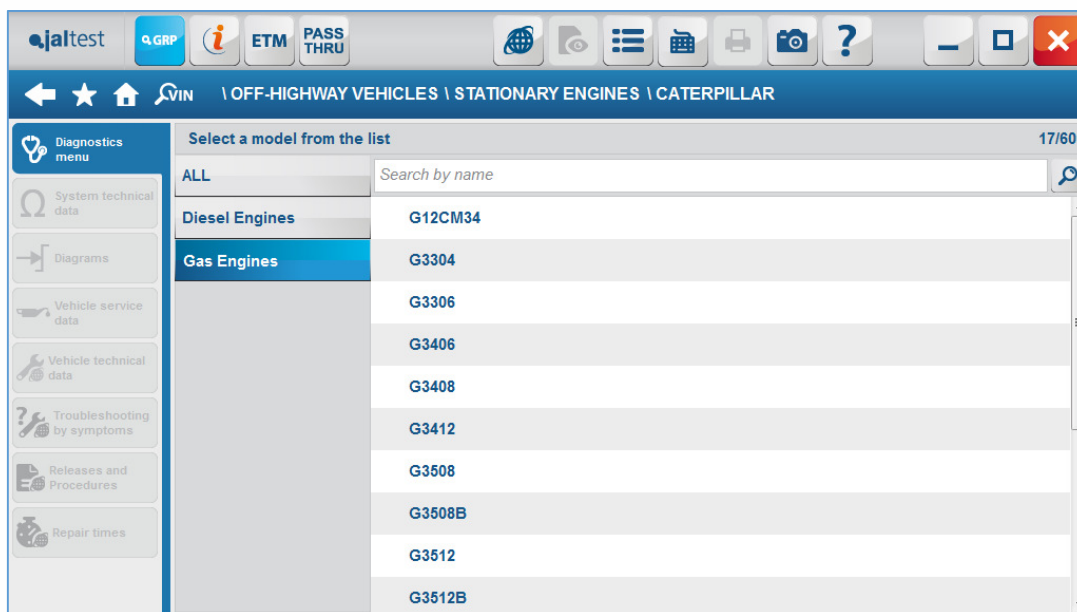 jaltest
GRP
i
ETM
PASS
THRU
?
VIN
\ OFF-HIGHWAY VEHICLES \ STATIONARY ENGINES \ CATERPILLAR
Diagnostics
menu
System technical
data
Diagrams
Vehicle service
data
Vehicle technical
data
Troubleshooting
by symptoms
Releases and
Procedures
Repair times
Select a model from the list
17/60
ALL
Diesel Engines
Gas Engines
Search by name
G12CM34
G3304
G3306
G3406
G3408
G3412
G3508
G3508B
G3512
G3512B